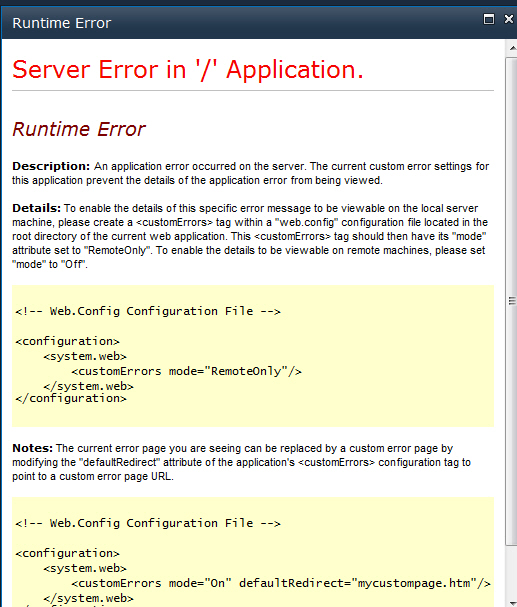 Runtime Error
Server Error in '/' Application.
Runtime Error
Description: An application error occurred on the server. The current custom error settings for
this application prevent the details of the application error from being viewed.
Details: To enable the details of this specific error message to be viewable on the local server
machine, please create a <customErrors> tag within a "web.config" configuration file located in the
root directory of the current web application. This <customErrors> tag should then have its "mode"
attribute set to "RemoteOnly". To enable the details to be viewable on remote machines, please set
"mode" to "Off".
<!-- Web.Config Configuration File -->
<configuration>
    <system.web>
        <customErrors mode="RemoteOnly"/>
    </system.web>
</configuration>
Notes: The current error page you are seeing can be replaced by a custom error page by
modifying the "defaultRedirect" attribute of the application's <customErrors> configuration tag to
point to a custom error page URL.
<!-- Web.Config Configuration File -->
<configuration>
    <system.web>
        <customErrors mode="On" defaultRedirect="mycustompage.htm"/>
    </system.web>